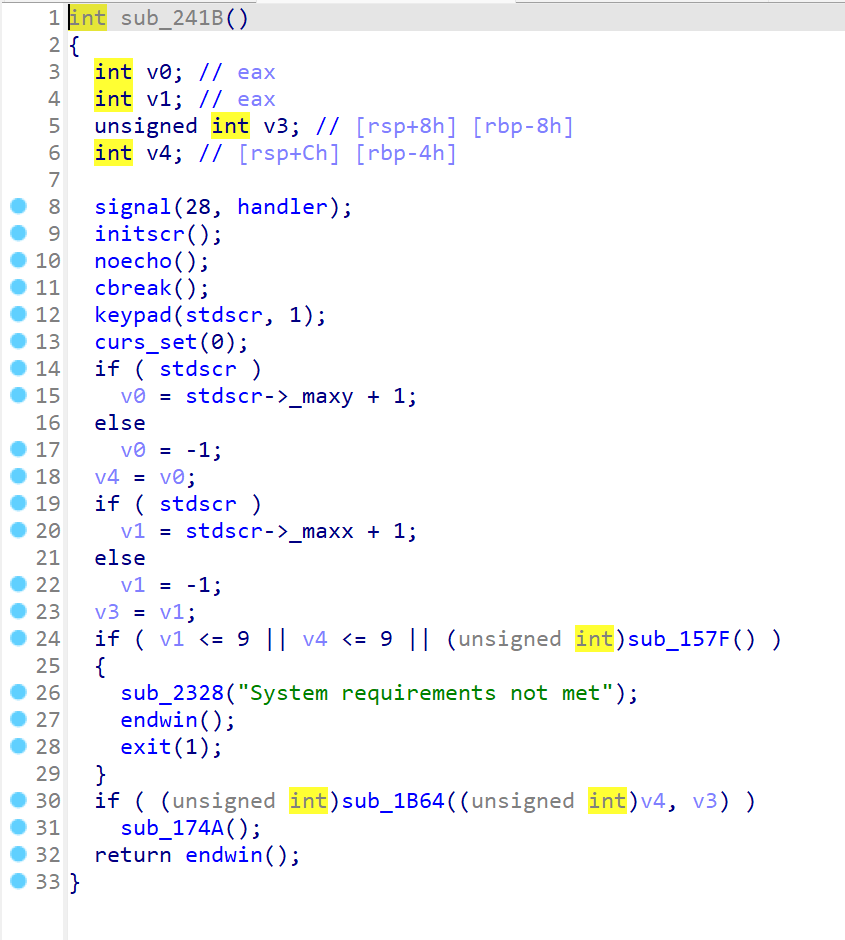 1 int sub_241B()
2 {
3   int v0; // eax
4   int v1; // eax
5   unsigned int v3; // [rsp+8h] [rbp-8h]
6   int v4; // [rsp+Ch] [rbp-4h]
7
8   signal(28, handler);
9   initscr();
10   noecho();
11   cbreak();
12   keypad(stdscr, 1);
13   curs_set(0);
14   if ( stdscr )
15     v0 = stdscr->_maxy + 1;
16   else
17     v0 = -1;
18   v4 = v0;
19   if ( stdscr )
20     v1 = stdscr->_maxx + 1;
21   else
22     v1 = -1;
23   v3 = v1;
24   if ( v1 <= 9 || v4 <= 9 || (unsigned int)sub_157F() )
25   {
26     sub_2328("System requirements not met");
27     endwin();
28     exit(1);
29   }
30   if ( (unsigned int)sub_1B64((unsigned int)v4, v3) )
31     sub_174A();
32   return endwin();
33 }